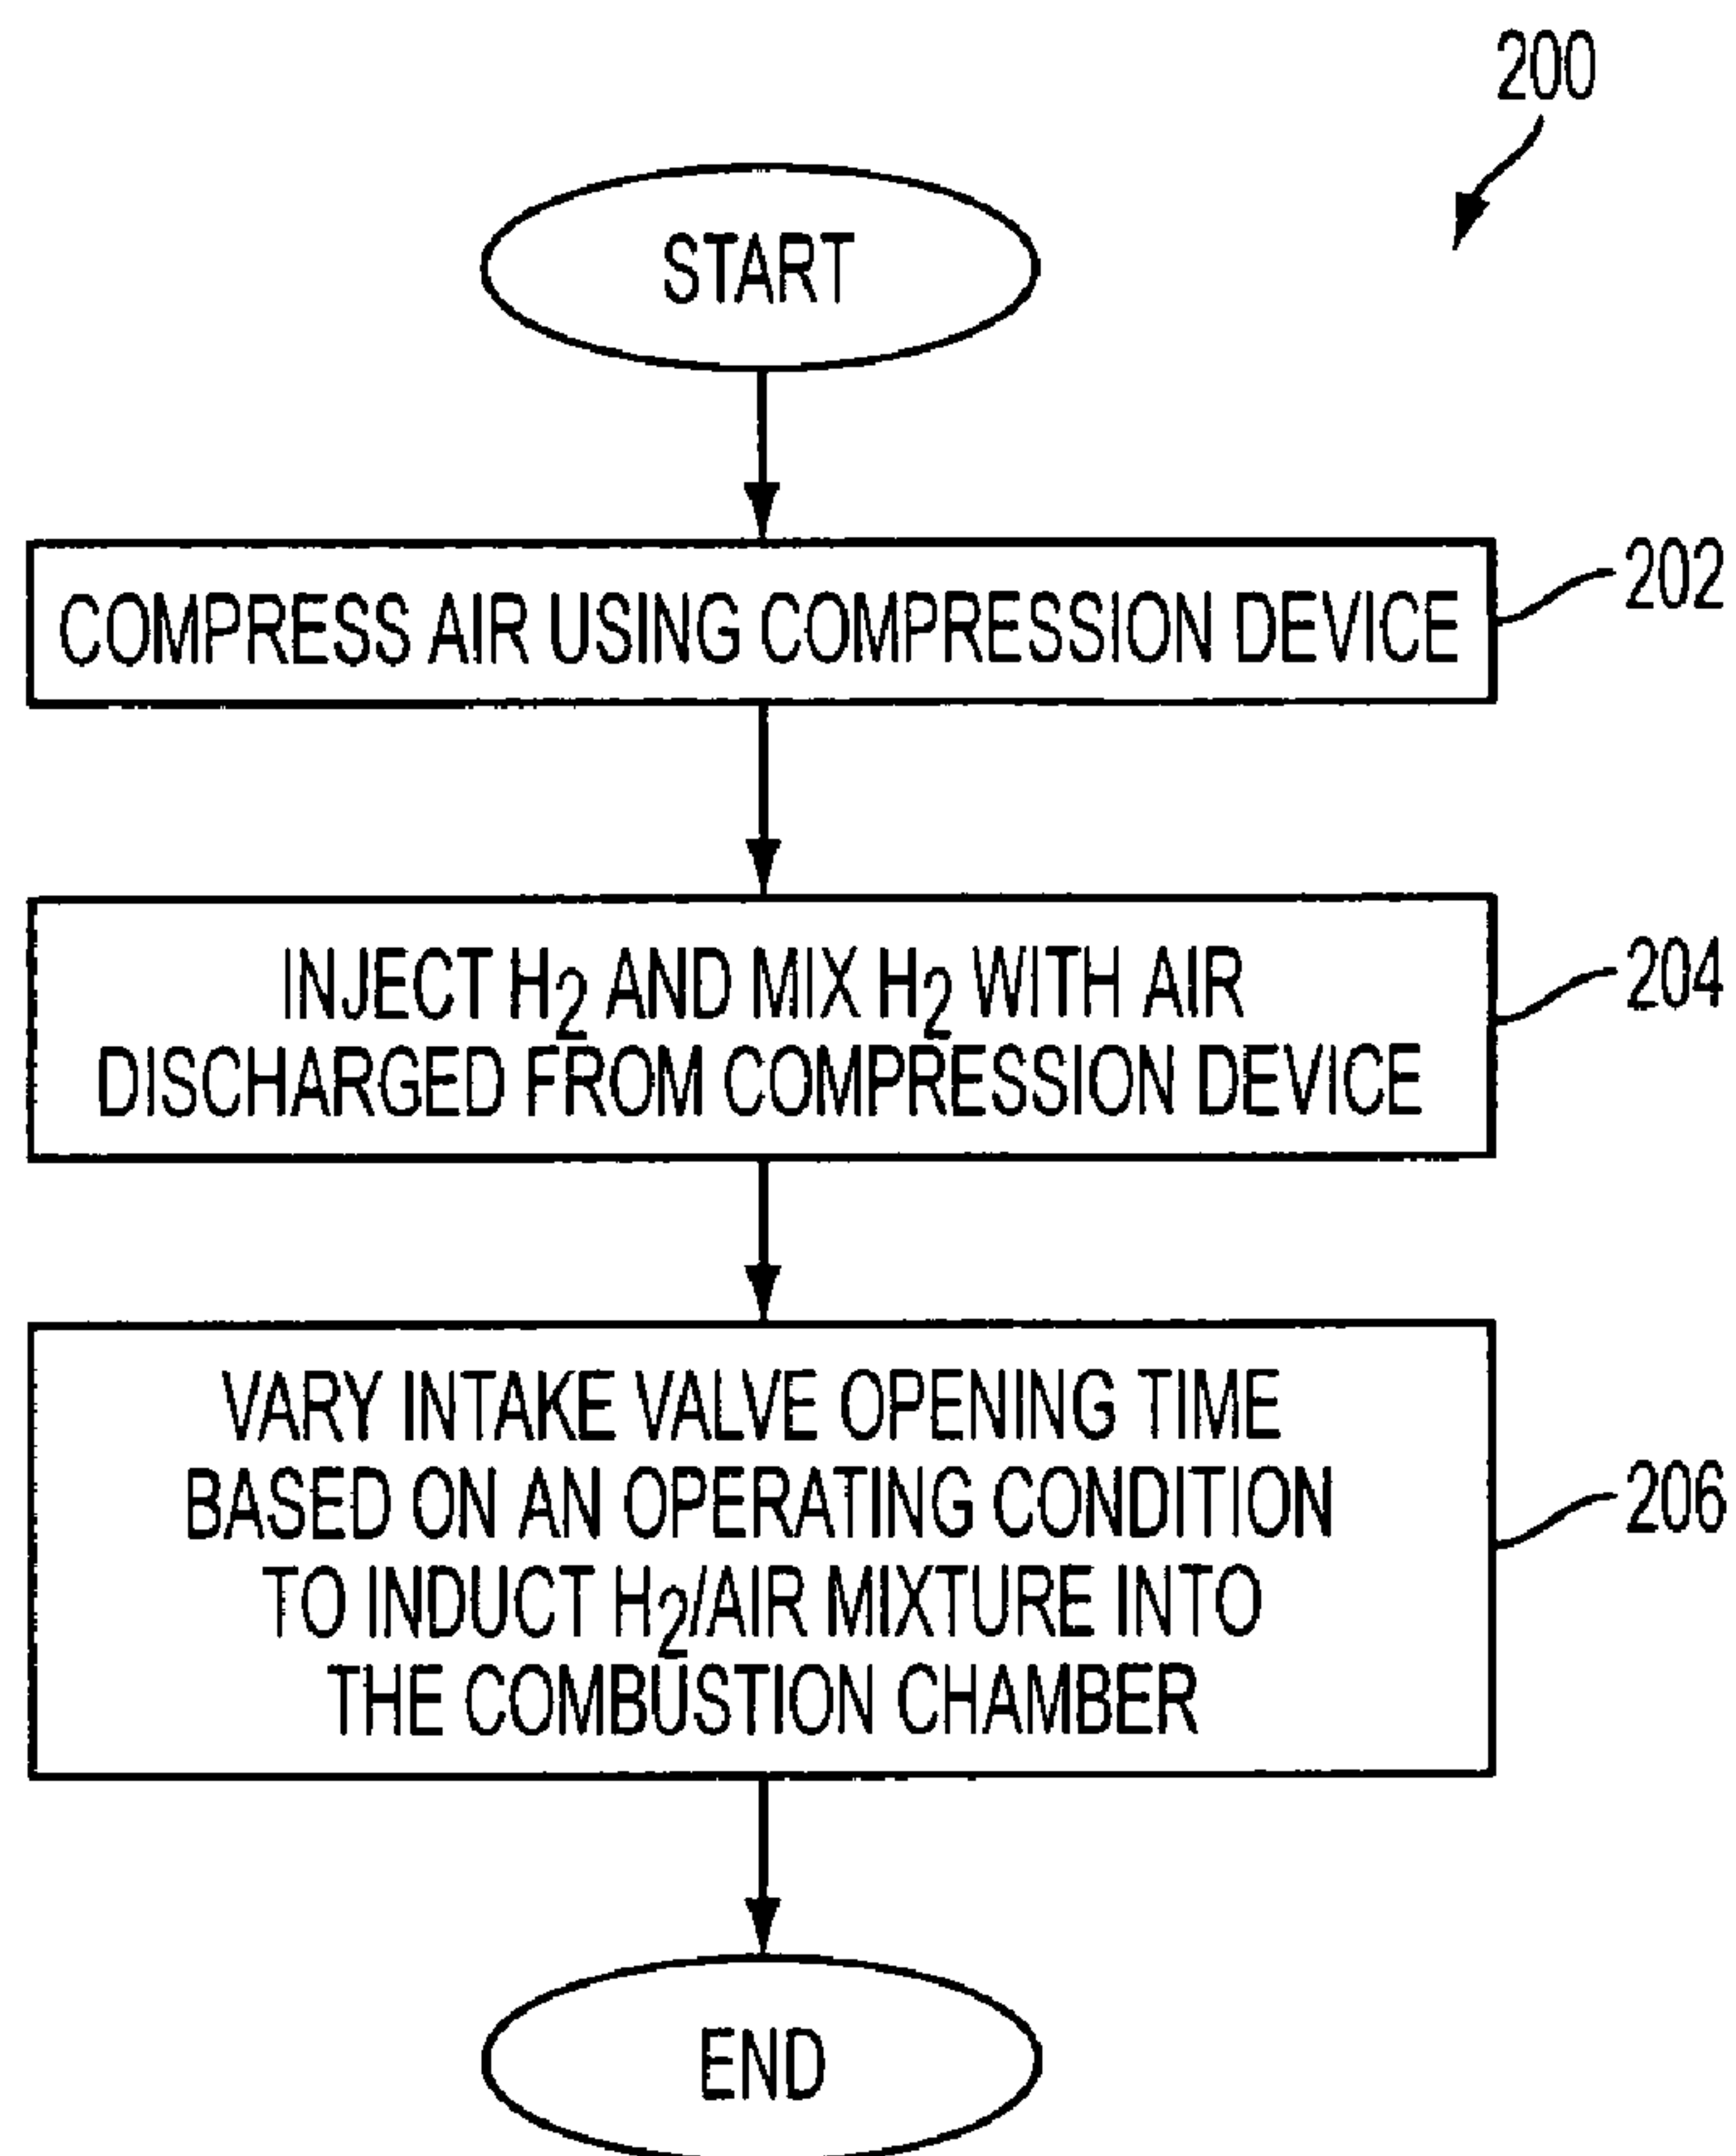 200
START
COMPRESS AIR USING COMPRESSION DEVICE
202
INJECT H2 AND MIX H2 WITH AIR
DISCHARGED FROM COMPRESSION DEVICE
204
VARY INTAKE VALVE OPENING TIME
BASED ON AN OPERATING CONDITION
TO INDUCT H2/AIR MIXTURE INTO
THE COMBUSTION CHAMBER
206
END